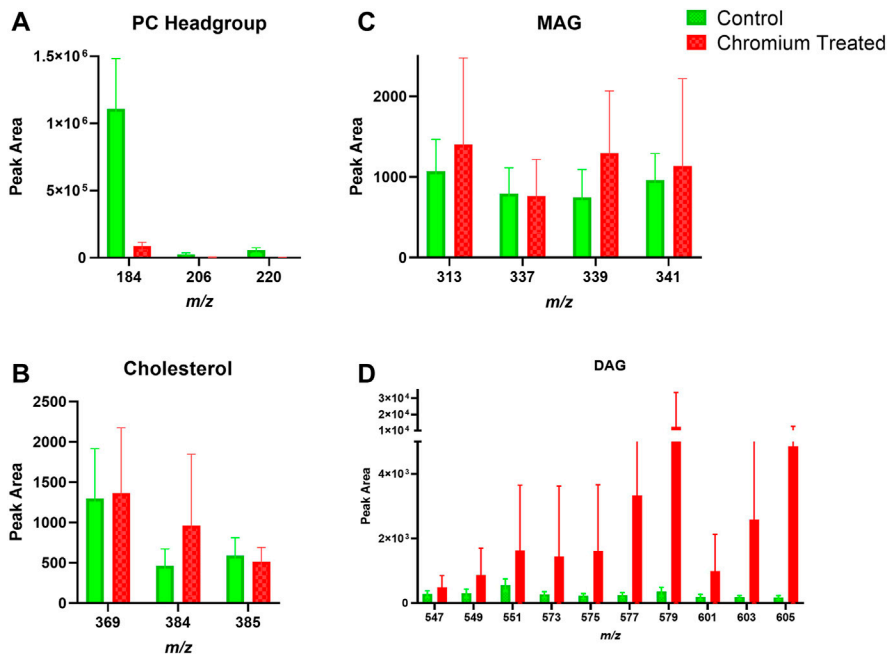 A
PC Headgroup
Peak Area
1.5×10⁶
1×10⁶
5×10⁵
0
184 206 220
m/z
C
MAG
Peak Area
2000
1000
0
313 337 339 341
m/z
Control
Chromium Treated
B
Cholesterol
Peak Area
2500
2000
1500
1000
500
0
369 384 385
m/z
D
DAG
Peak Area
3×10⁴
2×10⁴
1×10⁴
4×10³
2×10³
0
547 549 551 573 575 577 579 601 603 605
m/z